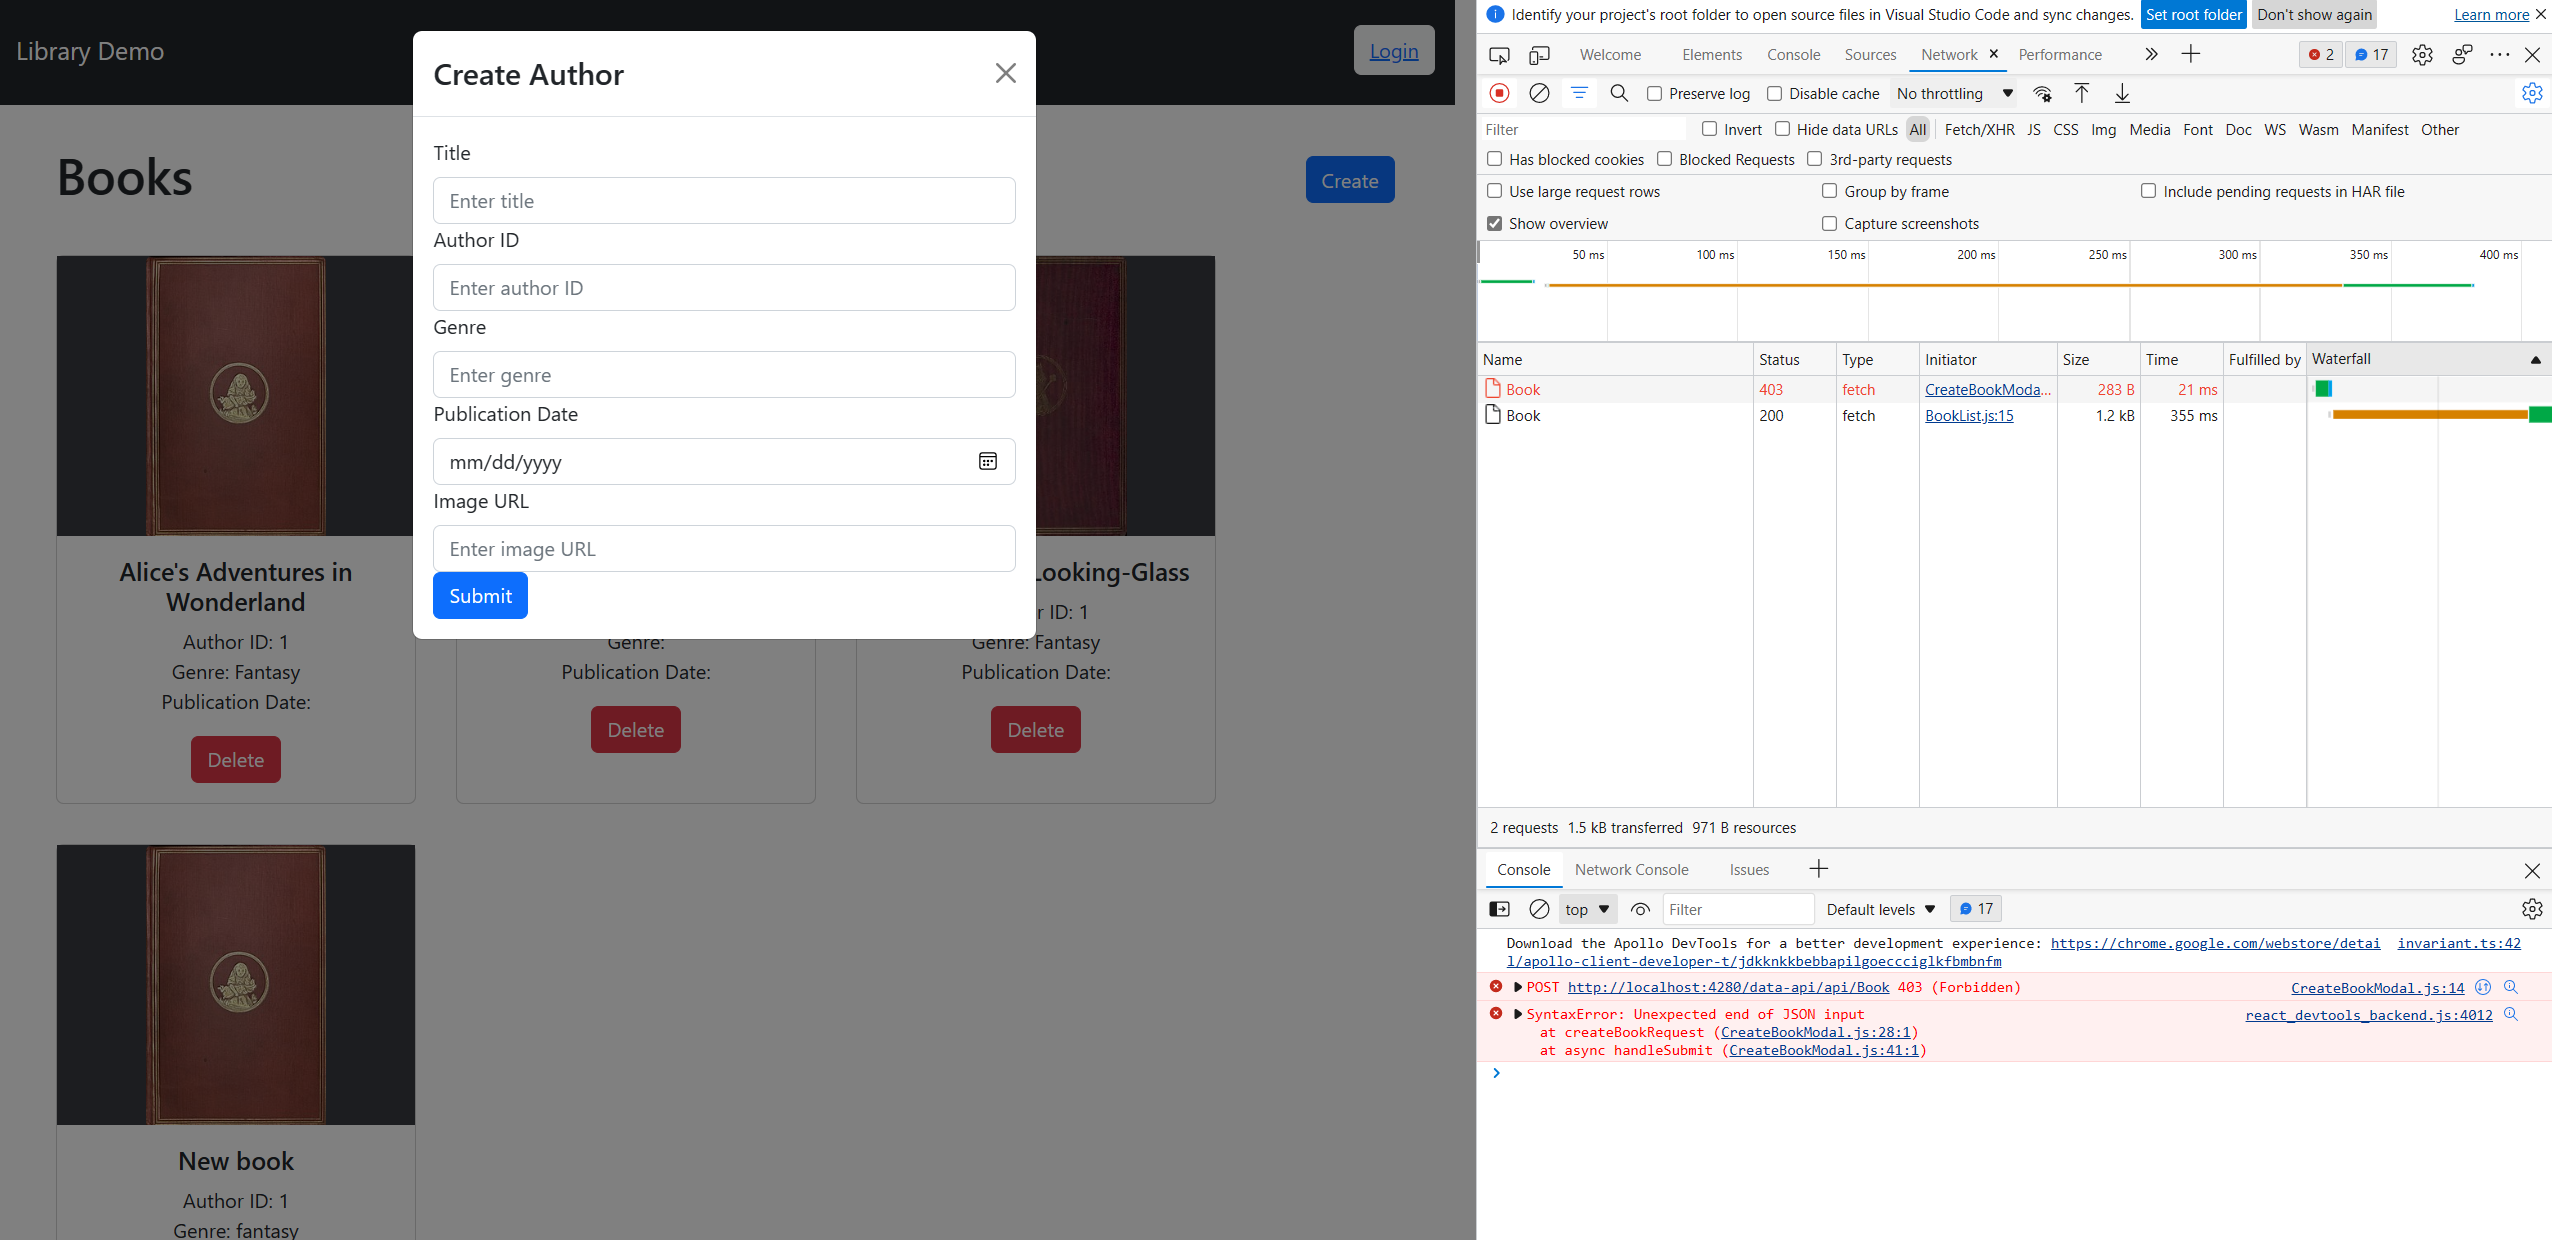 Library Demo
Login
Books
Create
Create Author
Title
Enter title
Author ID
Enter author ID
Genre
Enter genre
Publication Date
mm/dd/yyyy
Image URL
Enter image URL
Submit
Alice's Adventures in
Wonderland
Author ID: 1
Genre: Fantasy
Publication Date:
Delete
Genre:
Publication Date:
Delete
Looking-Glass
r ID: 1
Genre: Fantasy
Publication Date:
Delete
New book
Author ID: 1
Genre: fantasy
Identify your project's root folder to open source files in Visual Studio Code and sync changes. Set root folder Don't show again Learn more
Welcome Elements Console Sources Network Performance 2 17
Preserve log Disable cache No throttling
Filter Invert Hide data URLs All Fetch/XHR JS CSS Img Media Font Doc WS Wasm Manifest Other
Has blocked cookies Blocked Requests 3rd-party requests
Use large request rows Group by frame Include pending requests in HAR file
Show overview Capture screenshots
50 ms 100 ms 150 ms 200 ms 250 ms 300 ms 350 ms 400 ms
Name Status Type Initiator Size Time Fulfilled by Waterfall
Book 403 fetch CreateBookModa... 283 B 21 ms
Book 200 fetch BookList.js:15 1.2 kB 355 ms
2 requests 1.5 kB transferred 971 B resources
Console Network Console Issues
top Filter Default levels 17
Download the Apollo DevTools for a better development experience: https://chrome.google.com/webstore/detai invariant.ts:42
l/apollo-client-developer-t/jdkknkkbebbapilgoeccciglkfbmbnfm
POST http://localhost:4280/data-api/api/Book 403 (Forbidden) CreateBookModal.js:14
SyntaxError: Unexpected end of JSON input react_devtools_backend.js:4012
at createBookRequest (CreateBookModal.js:28:1)
at async handleSubmit (CreateBookModal.js:41:1)